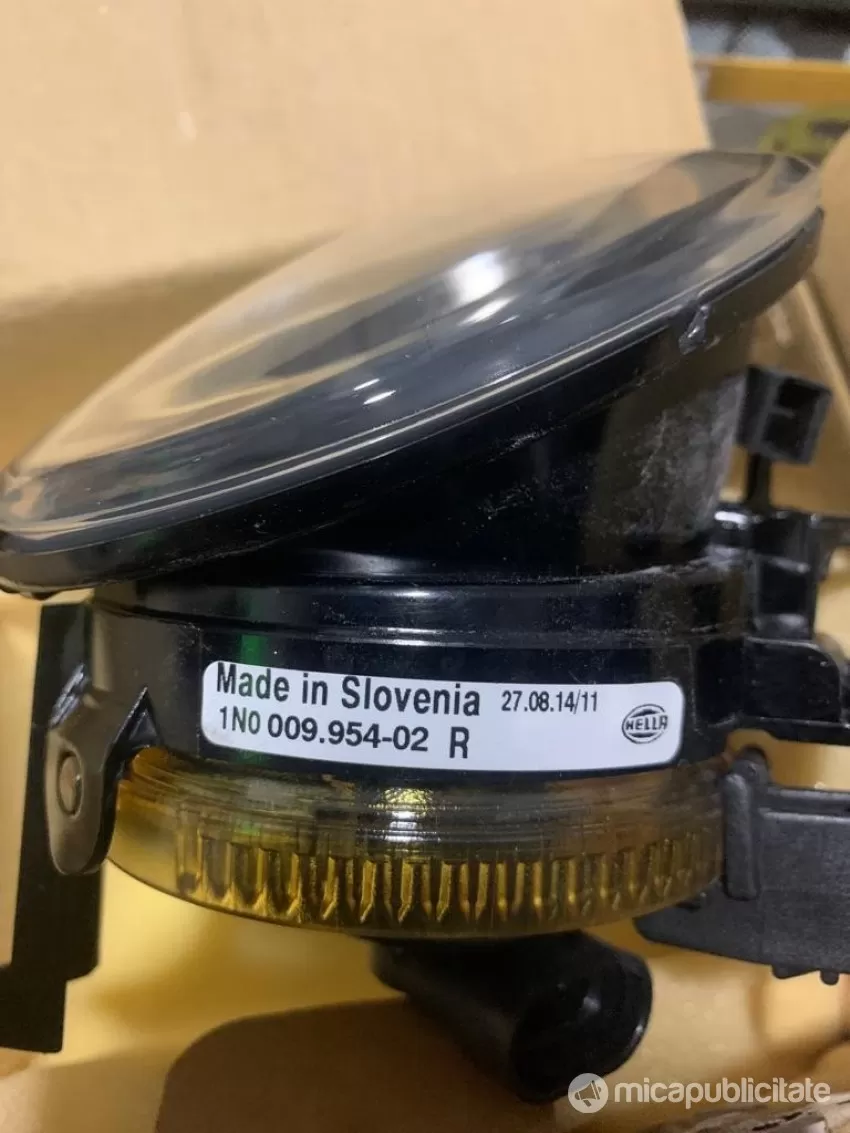 Made in Slovenia 27.08.14/11
1N0 009.954-02 R
HELLA
micapublicitate